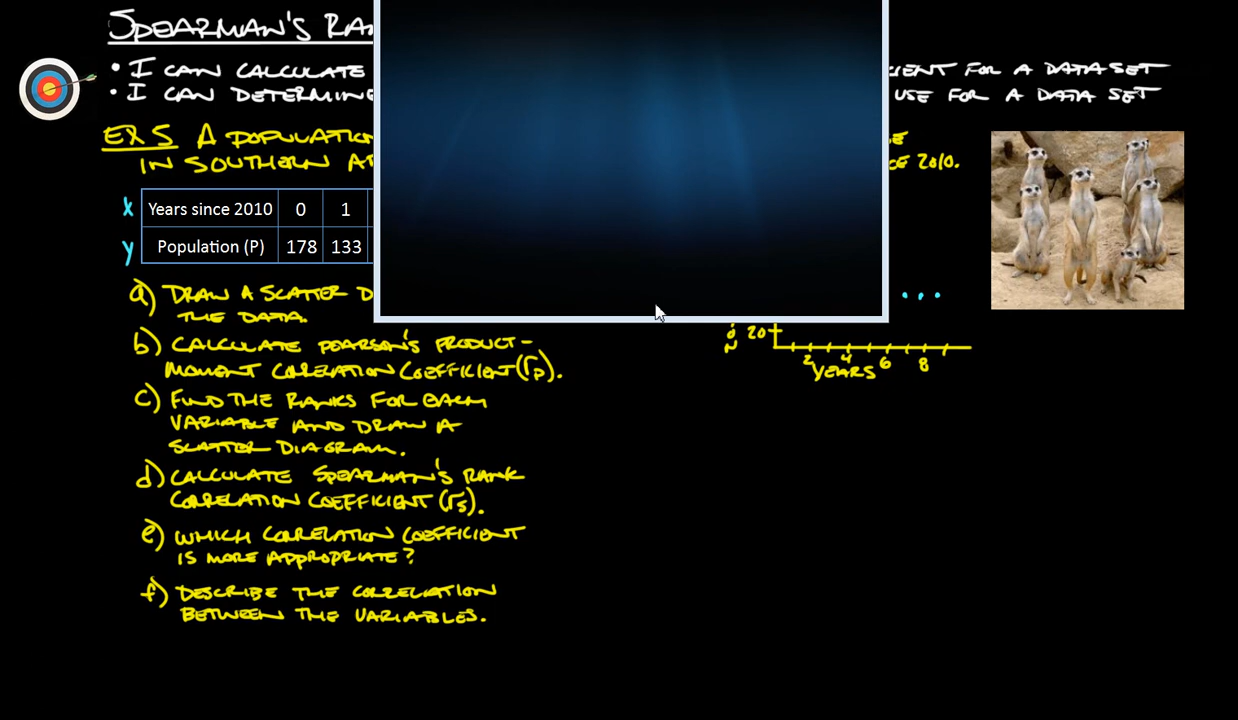 SPEARMAN'S RA
• I CAN CALCULATE IENT FOR A DATA SET
• I CAN DETERMINE USE FOR A DATA SET
EX 5 A POPULATION
IN SOUTHERN AF CE 2010.
x Years since 2010 0 1
y Population (P) 178 133
a) DRAW A SCATTER D
THE DATA.
...
20
2 4 6 8
YEARS
b) CALCULATE PEARSON'S PRODUCT-
MOMENT CORRELATION COEFFICIENT (rp).
c) FIND THE RANKS FOR EACH
VARIABLE AND DRAW A
SCATTER DIAGRAM.
d) CALCULATE SPEARMAN'S RANK
CORRELATION COEFFICIENT (rs).
e) WHICH CORRELATION COEFFICIENT
IS MORE APPROPRIATE?
f) DESCRIBE THE CORRELATION
BETWEEN THE VARIABLES.